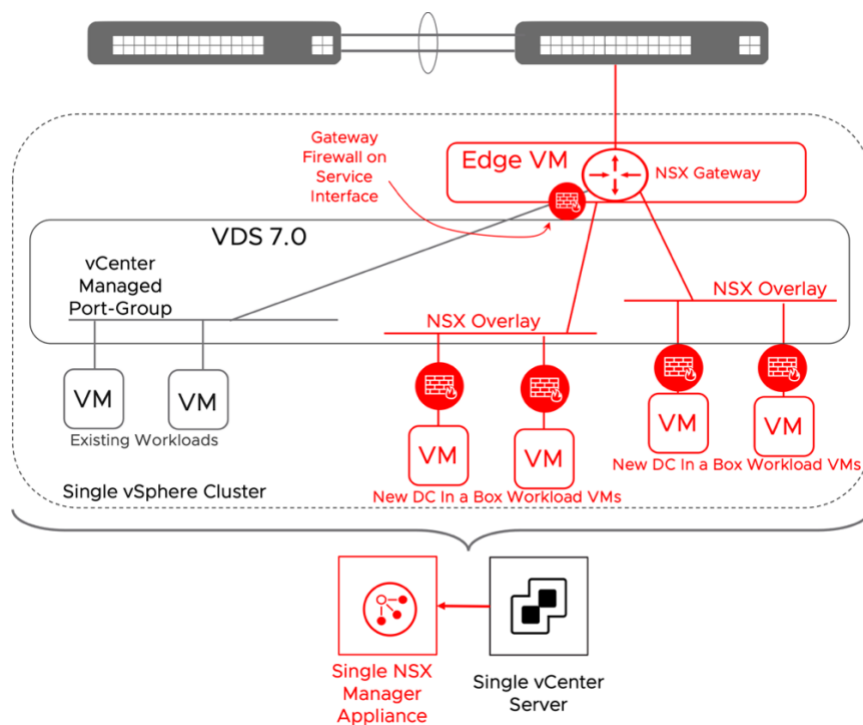 Gateway
Firewall on
Service
Interface
Edge VM
NSX Gateway
VDS 7.0
vCenter
Managed
Port-Group
NSX Overlay
NSX Overlay
VM
VM
VM
VM
VM
VM
Existing Workloads
New DC In a Box Workload VMs
New DC In a Box Workload VMs
Single vSphere Cluster
Single NSX
Manager
Appliance
Single vCenter
Server